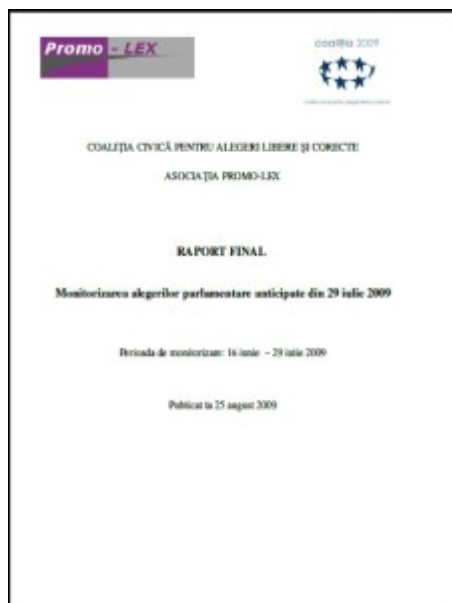 Promo - LEX
coaliția 2009
COALIȚIA CIVICĂ PENTRU ALEGERI LIBERE ȘI CORECTE
ASOCIAȚIA PROMO-LEX
RAPORT FINAL
Monitorizarea alegerilor parlamentare anticipate din 29 iulie 2009
Perioada de monitorizare: 16 iunie – 29 iulie 2009
Publicat la 25 august 2009